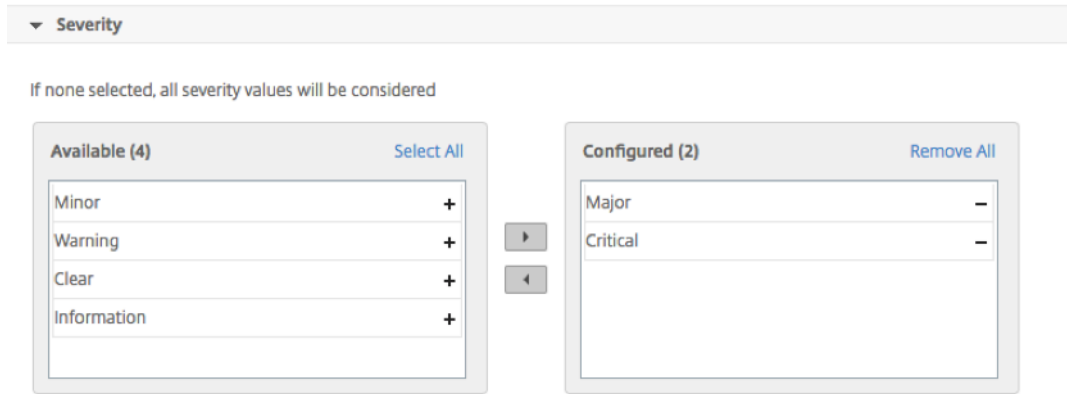 Severity
If none selected, all severity values will be considered
Available (4) Select All
Minor +
Warning +
Clear +
Information +
Configured (2) Remove All
Major −
Critical −